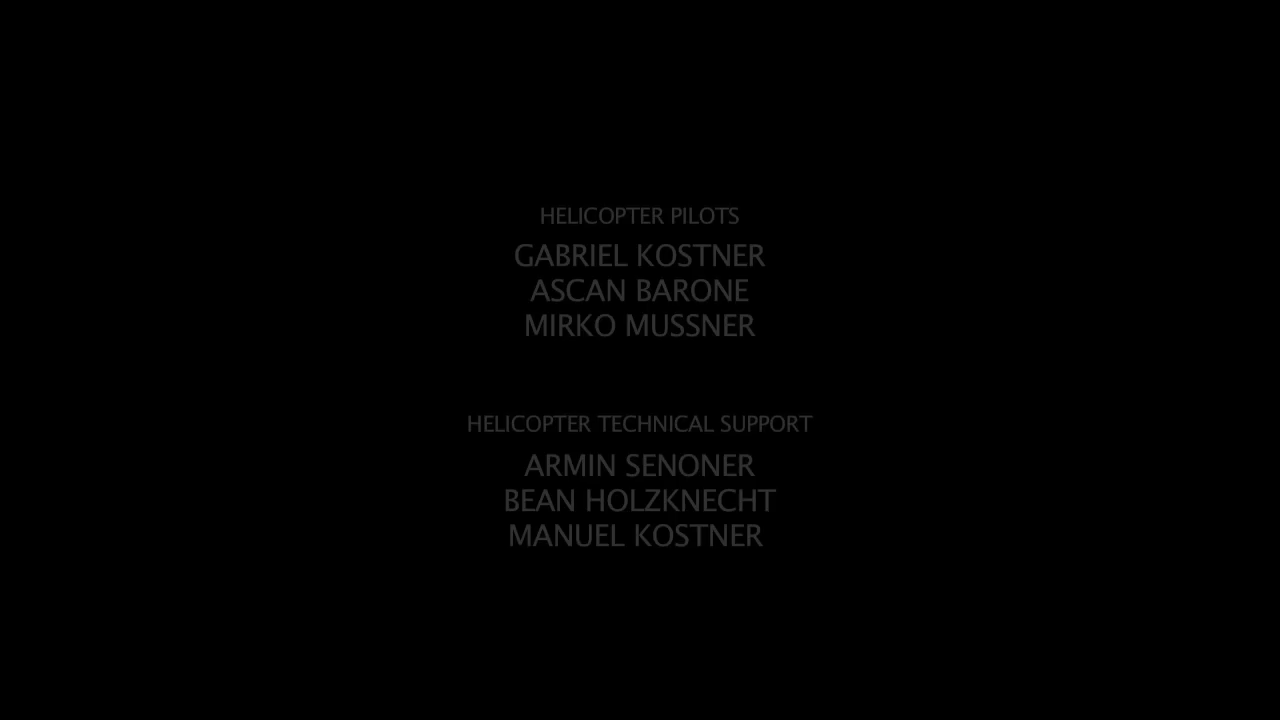 HELICOPTER PILOTS
GABRIEL KOSTNER
ASCAN BARONE
MIRKO MUSSNER
HELICOPTER TECHNICAL SUPPORT
ARMIN SENONER
BEAN HOLZKNECHT
MANUEL KOSTNER